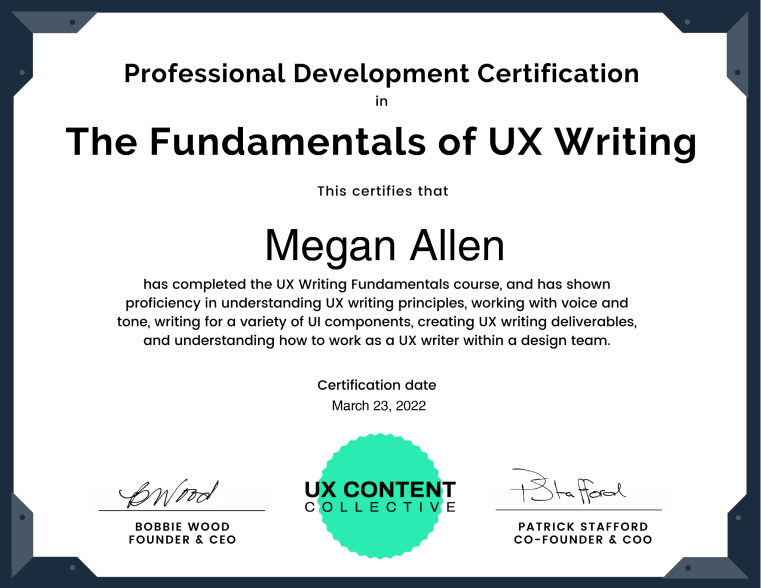 Professional Development Certification
in
The Fundamentals of UX Writing
This certifies that
Megan Allen
has completed the UX Writing Fundamentals course, and has shown
proficiency in understanding UX writing principles, working with voice and
tone, writing for a variety of UI components, creating UX writing deliverables,
and understanding how to work as a UX writer within a design team.
Certification date
March 23, 2022
BWood
BOBBIE WOOD
FOUNDER & CEO
UX CONTENT
COLLECTIVE
PStafford
PATRICK STAFFORD
CO-FOUNDER & COO